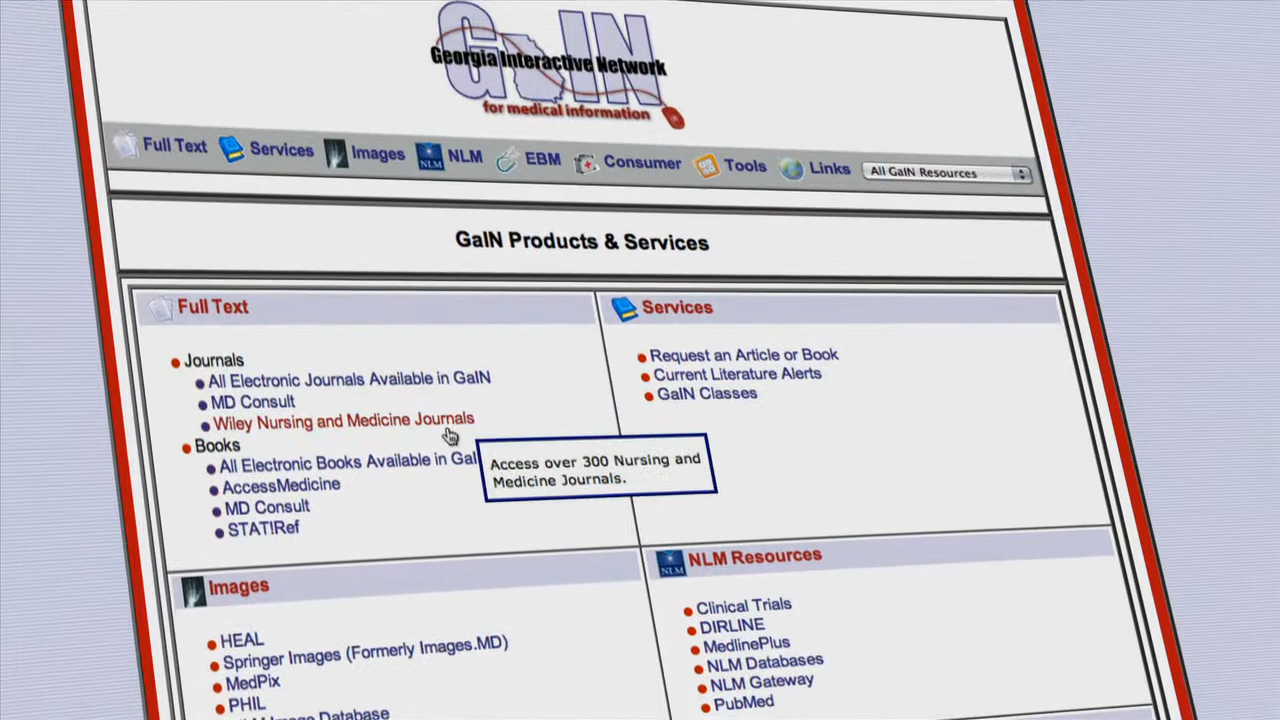 GaIN
Georgia Interactive Network
for medical information
Full Text Services Images NLM EBM Consumer Tools Links All GaIN Resources
GaIN Products & Services
Full Text
Journals
All Electronic Journals Available in GaIN
MD Consult
Wiley Nursing and Medicine Journals
Books
All Electronic Books Available in GaI
AccessMedicine
MD Consult
STAT!Ref
Access over 300 Nursing and
Medicine Journals.
Services
Request an Article or Book
Current Literature Alerts
GaIN Classes
Images
HEAL
Springer Images (Formerly Images.MD)
MedPix
PHIL
Image Database
NLM
NLM Resources
Clinical Trials
DIRLINE
MedlinePlus
NLM Databases
NLM Gateway
PubMed